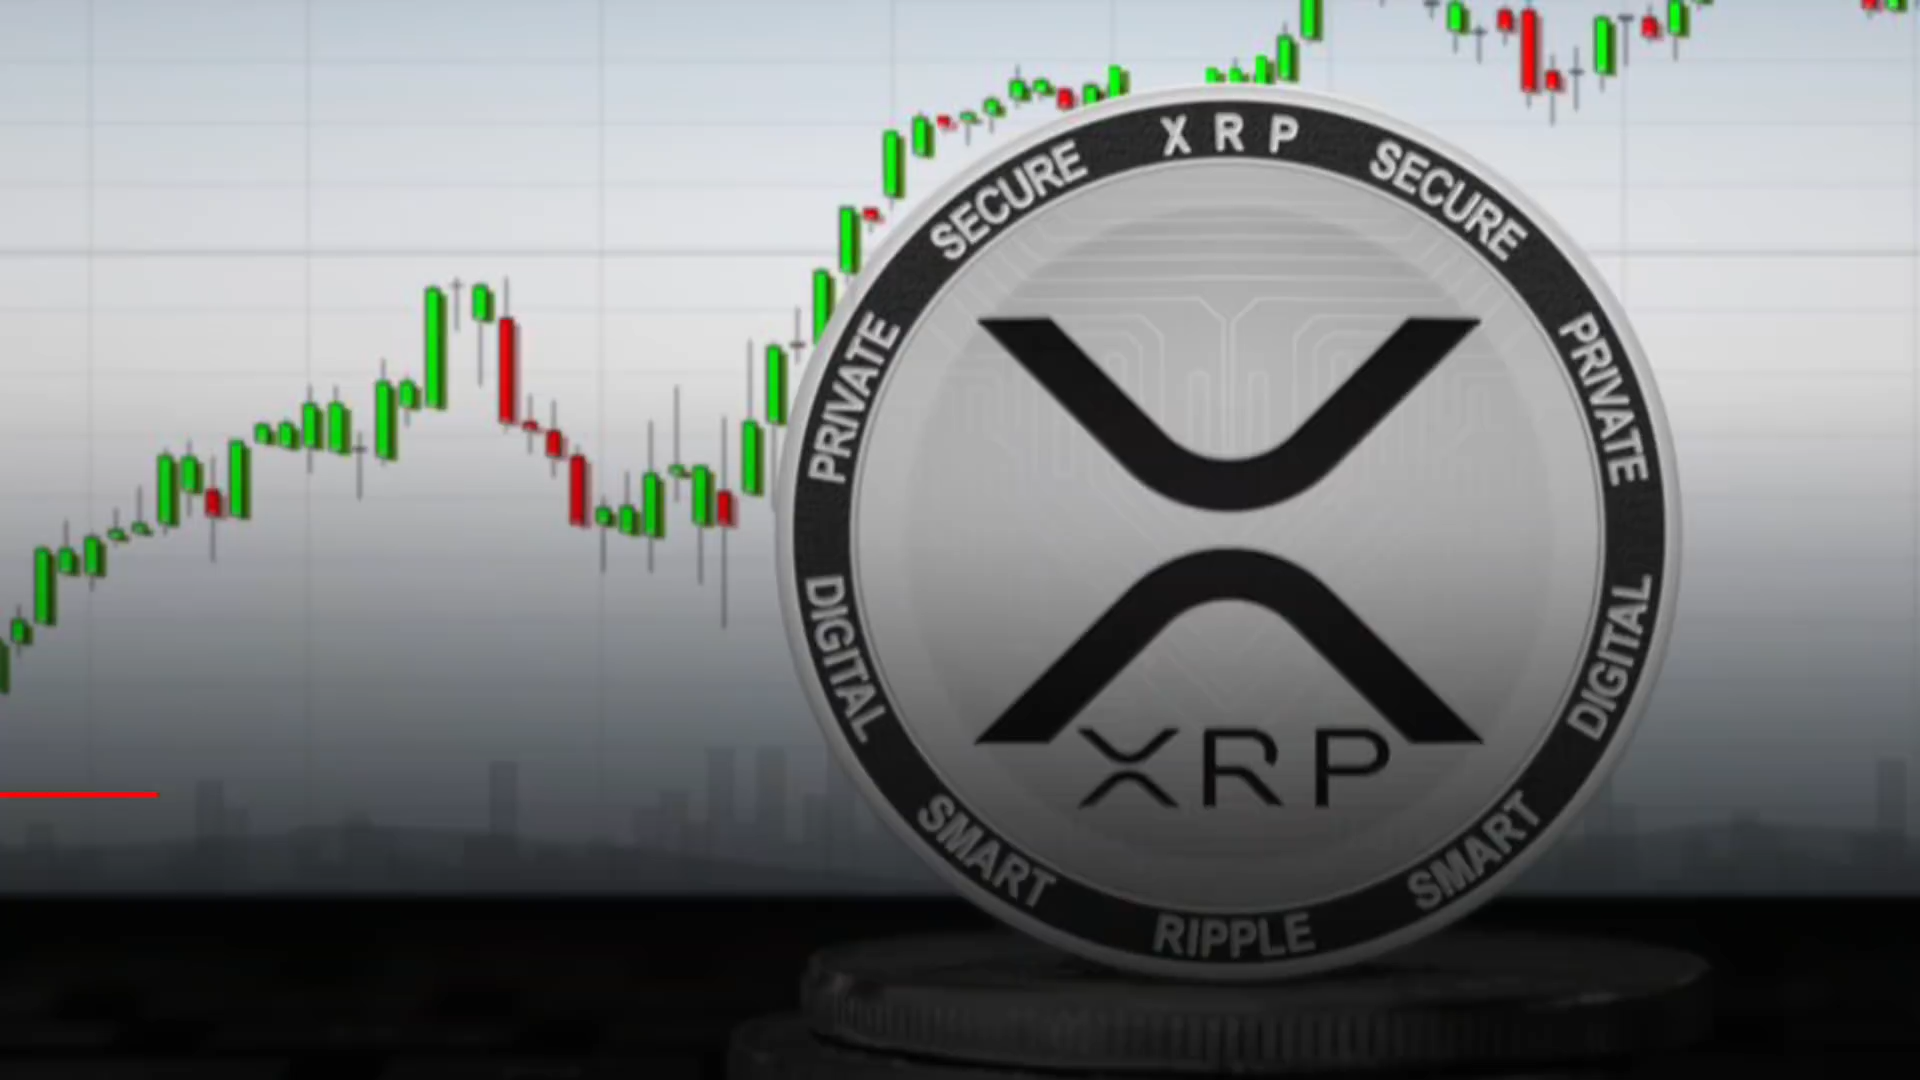 XRP
SECURE
SECURE
PRIVATE
PRIVATE
DIGITAL
DIGITAL
XRP
SMART
SMART
RIPPLE